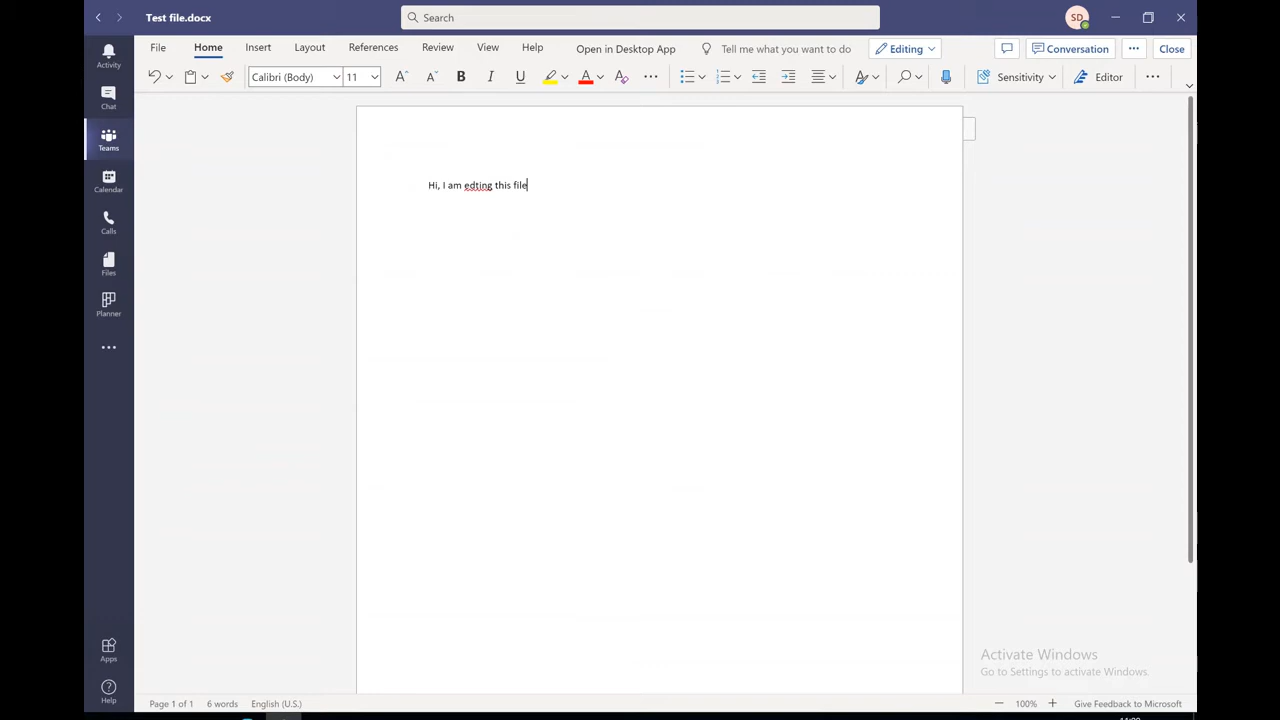 Test file.docx
Search
SD
File Home Insert Layout References Review View Help Open in Desktop App Tell me what you want to do Editing Conversation Close
Calibri (Body) 11 A A B I U A A Sensitivity Editor
Activity
Chat
Teams
Calendar
Calls
Files
Planner
Apps
Help
Hi, I am edting this file
Activate Windows
Go to Settings to activate Windows.
Page 1 of 1 6 words English (U.S.) 100% Give Feedback to Microsoft